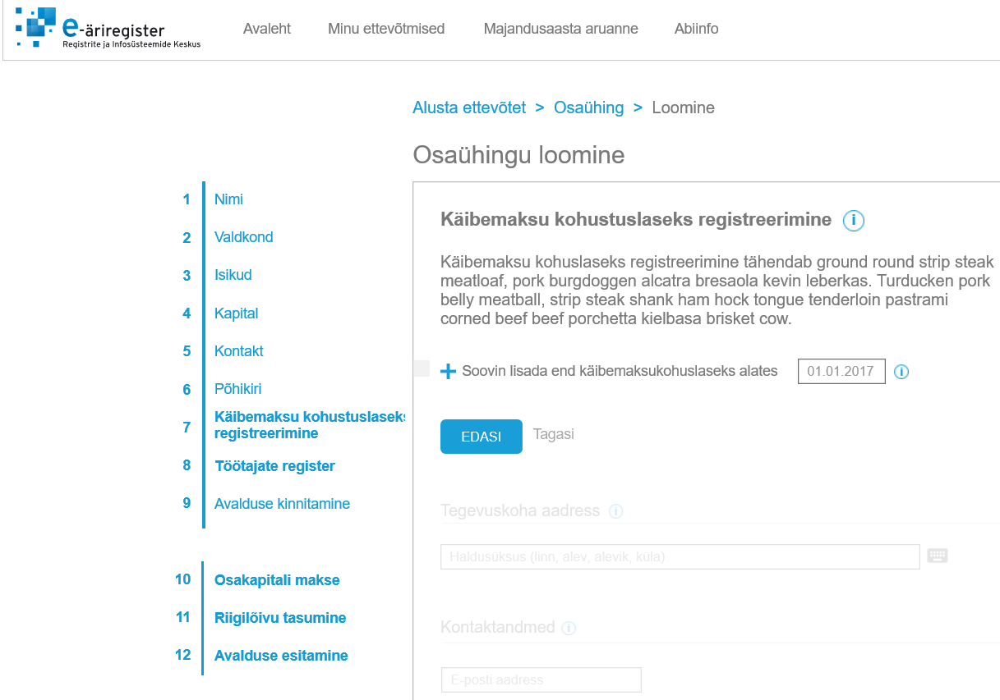 e-äriregister
Registrite ja Infosüsteemide Keskus
Avaleht Minu ettevõtmised Majandusaasta aruanne Abiinfo
Alusta ettevõtet > Osaühing > Loomine
Osaühingu loomine
1 Nimi
2 Valdkond
3 Isikud
4 Kapital
5 Kontakt
6 Põhikiri
7 Käibemaksu kohustuslaseks
registreerimine
8 Töötajate register
9 Avalduse kinnitamine
10 Osakapitali makse
11 Riigilõivu tasumine
12 Avalduse esitamine
Käibemaksu kohustuslaseks registreerimine i
Käibemaksu kohuslaseks registreerimine tähendab ground round strip steak
meatloaf, pork burgdoggen alcatra bresaola kevin leberkas. Turducken pork
belly meatball, strip steak shank ham hock tongue tenderloin pastrami
corned beef beef porchetta kielbasa brisket cow.
+ Soovin lisada end käibemaksukohuslaseks alates 01.01.2017 i
EDASI Tagasi
Tegevuskoha aadress i
Haldusüksus (linn, alev, alevik, küla)
Kontaktandmed i
E-posti aadress